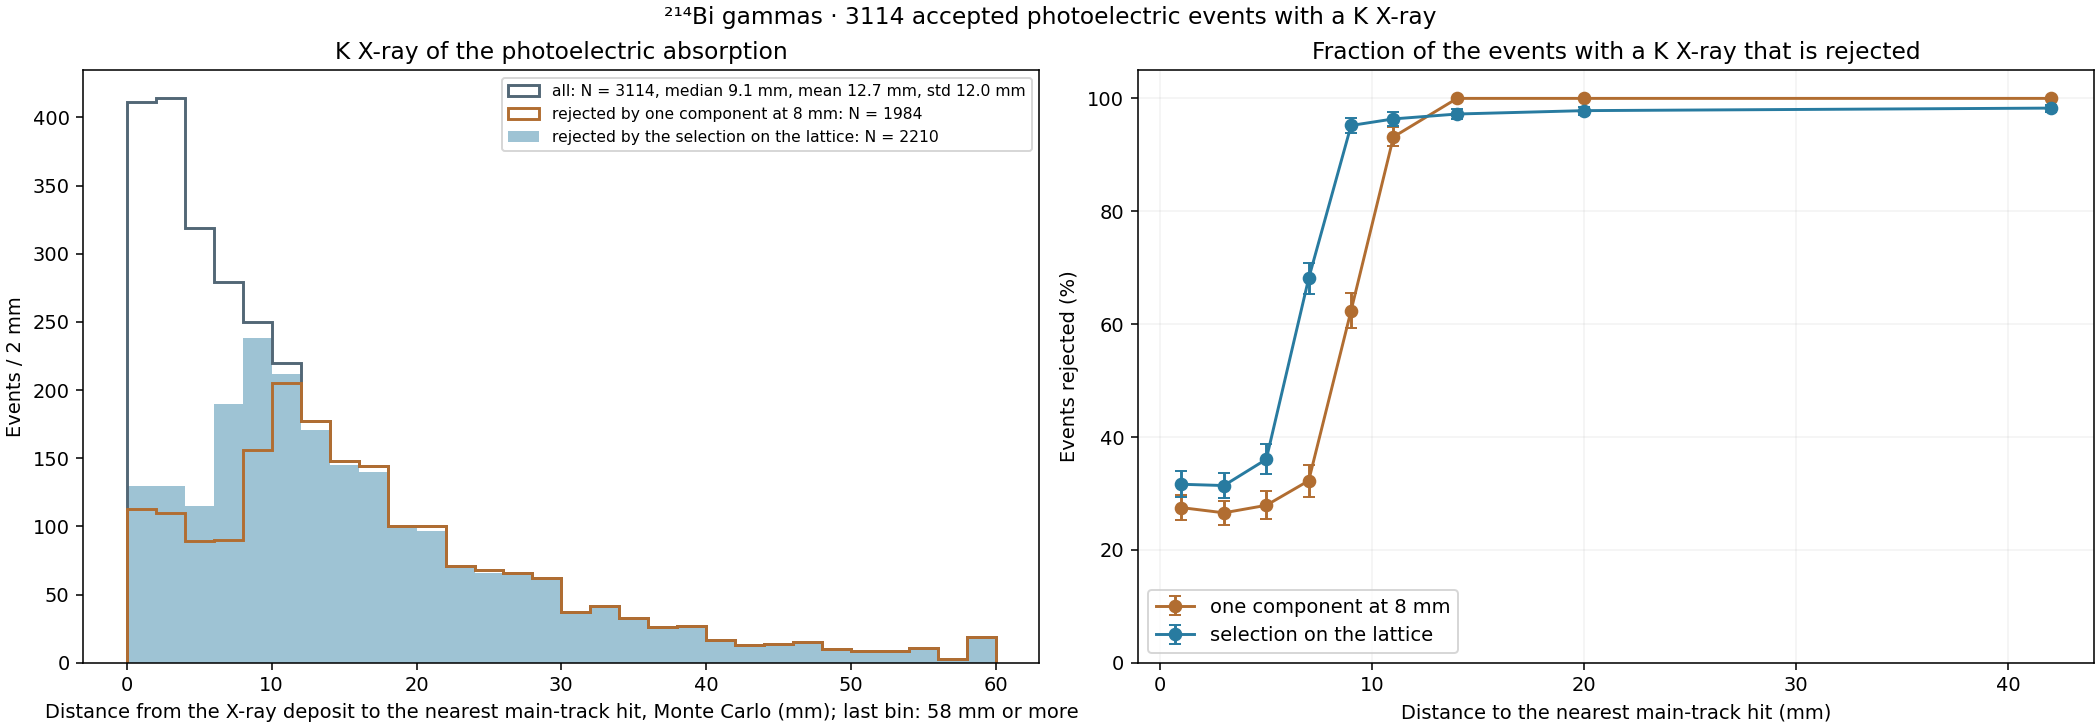 ²¹⁴Bi gammas · 3114 accepted photoelectric events with a K X-ray
K X-ray of the photoelectric absorption
all: N = 3114, median 9.1 mm, mean 12.7 mm, std 12.0 mm
rejected by one component at 8 mm: N = 1984
rejected by the selection on the lattice: N = 2210
Events / 2 mm
400
350
300
250
200
150
100
50
0
0 10 20 30 40 50 60
Distance from the X-ray deposit to the nearest main-track hit, Monte Carlo (mm); last bin: 58 mm or more
Fraction of the events with a K X-ray that is rejected
Events rejected (%)
100
80
60
40
20
0
one component at 8 mm
selection on the lattice
0 10 20 30 40
Distance to the nearest main-track hit (mm)